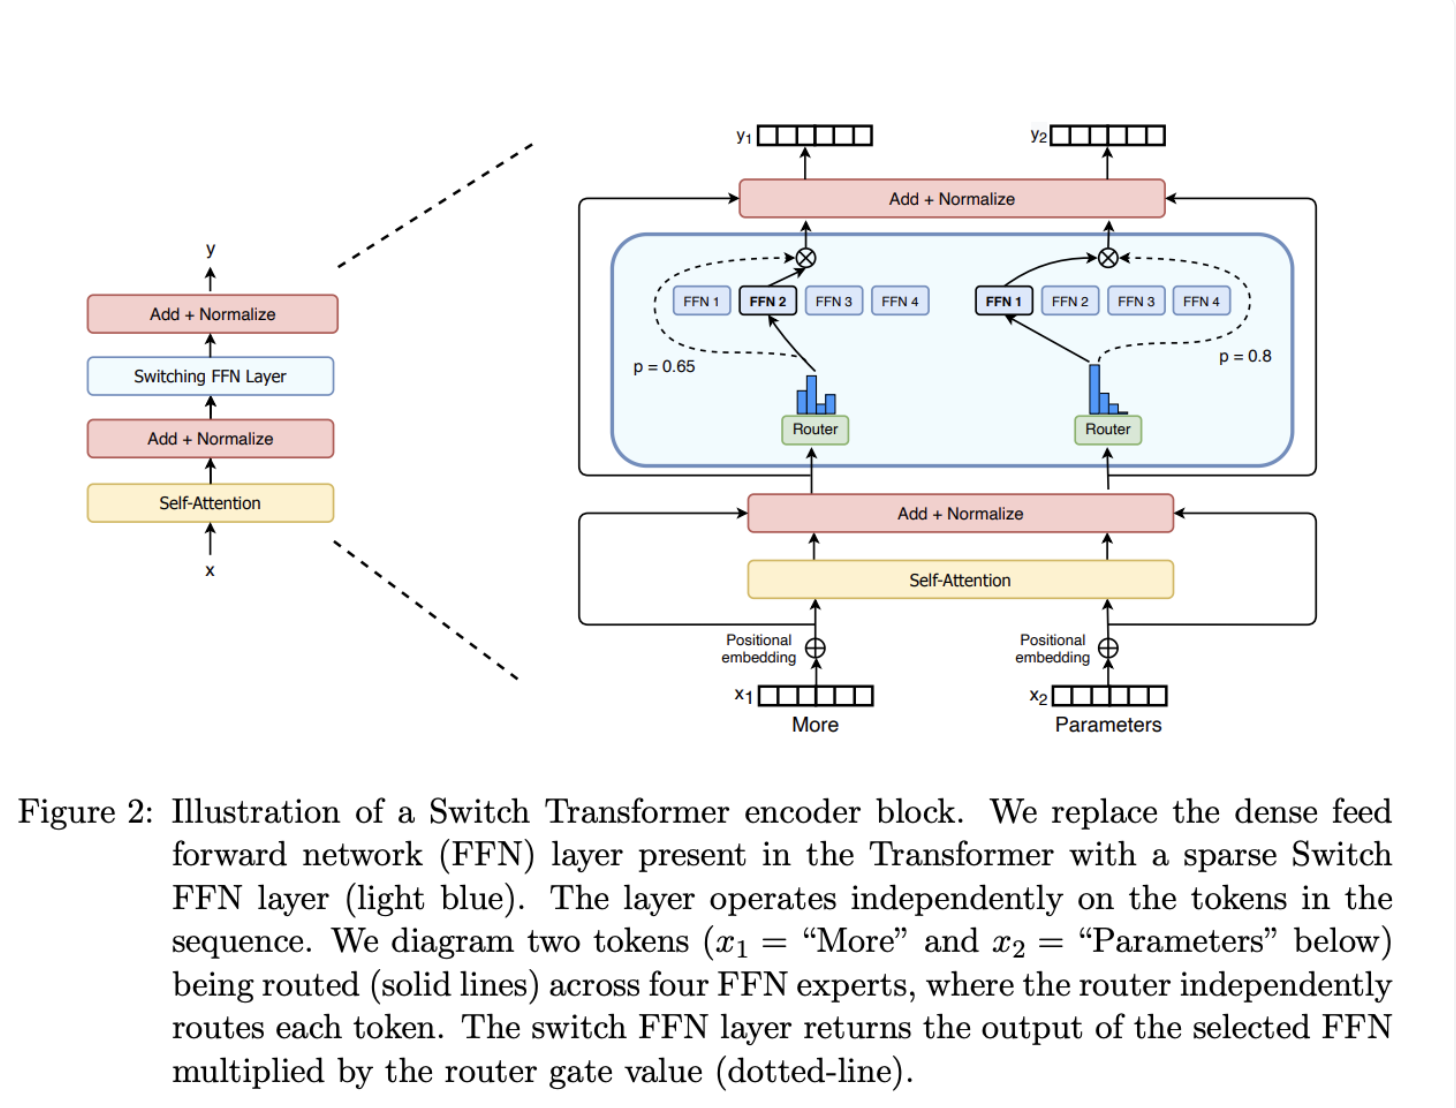 y
Add + Normalize
Switching FFN Layer
Add + Normalize
Self-Attention
x
y1
y2
Add + Normalize
FFN 1 FFN 2 FFN 3 FFN 4
FFN 1 FFN 2 FFN 3 FFN 4
p = 0.65
p = 0.8
Router
Router
Add + Normalize
Self-Attention
Positional
embedding
Positional
embedding
x1
x2
More
Parameters
Figure 2: Illustration of a Switch Transformer encoder block. We replace the dense feed
forward network (FFN) layer present in the Transformer with a sparse Switch
FFN layer (light blue). The layer operates independently on the tokens in the
sequence. We diagram two tokens (x1 = “More” and x2 = “Parameters” below)
being routed (solid lines) across four FFN experts, where the router independently
routes each token. The switch FFN layer returns the output of the selected FFN
multiplied by the router gate value (dotted-line).